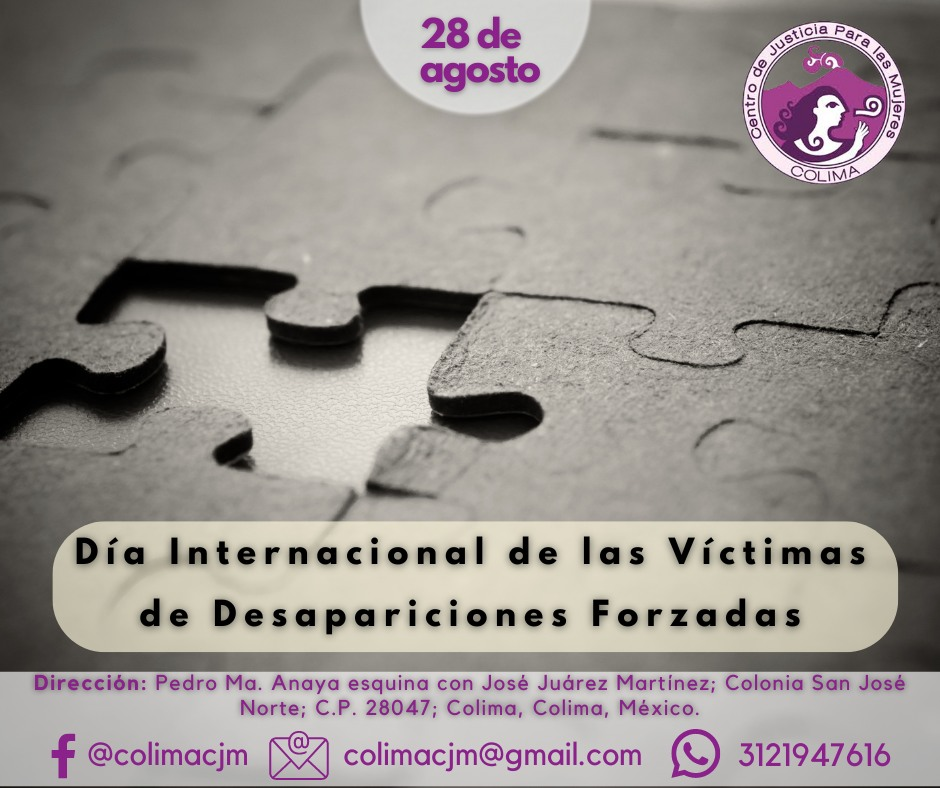 28 de
agosto
Centro de Justicia Para las Mujeres
COLIMA
Día Internacional de las Víctimas
de Desapariciones Forzadas
Dirección: Pedro Ma. Anaya esquina con José Juárez Martínez; Colonia San José
Norte; C.P. 28047; Colima, Colima, México.
@colimacjm @ colimacjm@gmail.com 3121947616